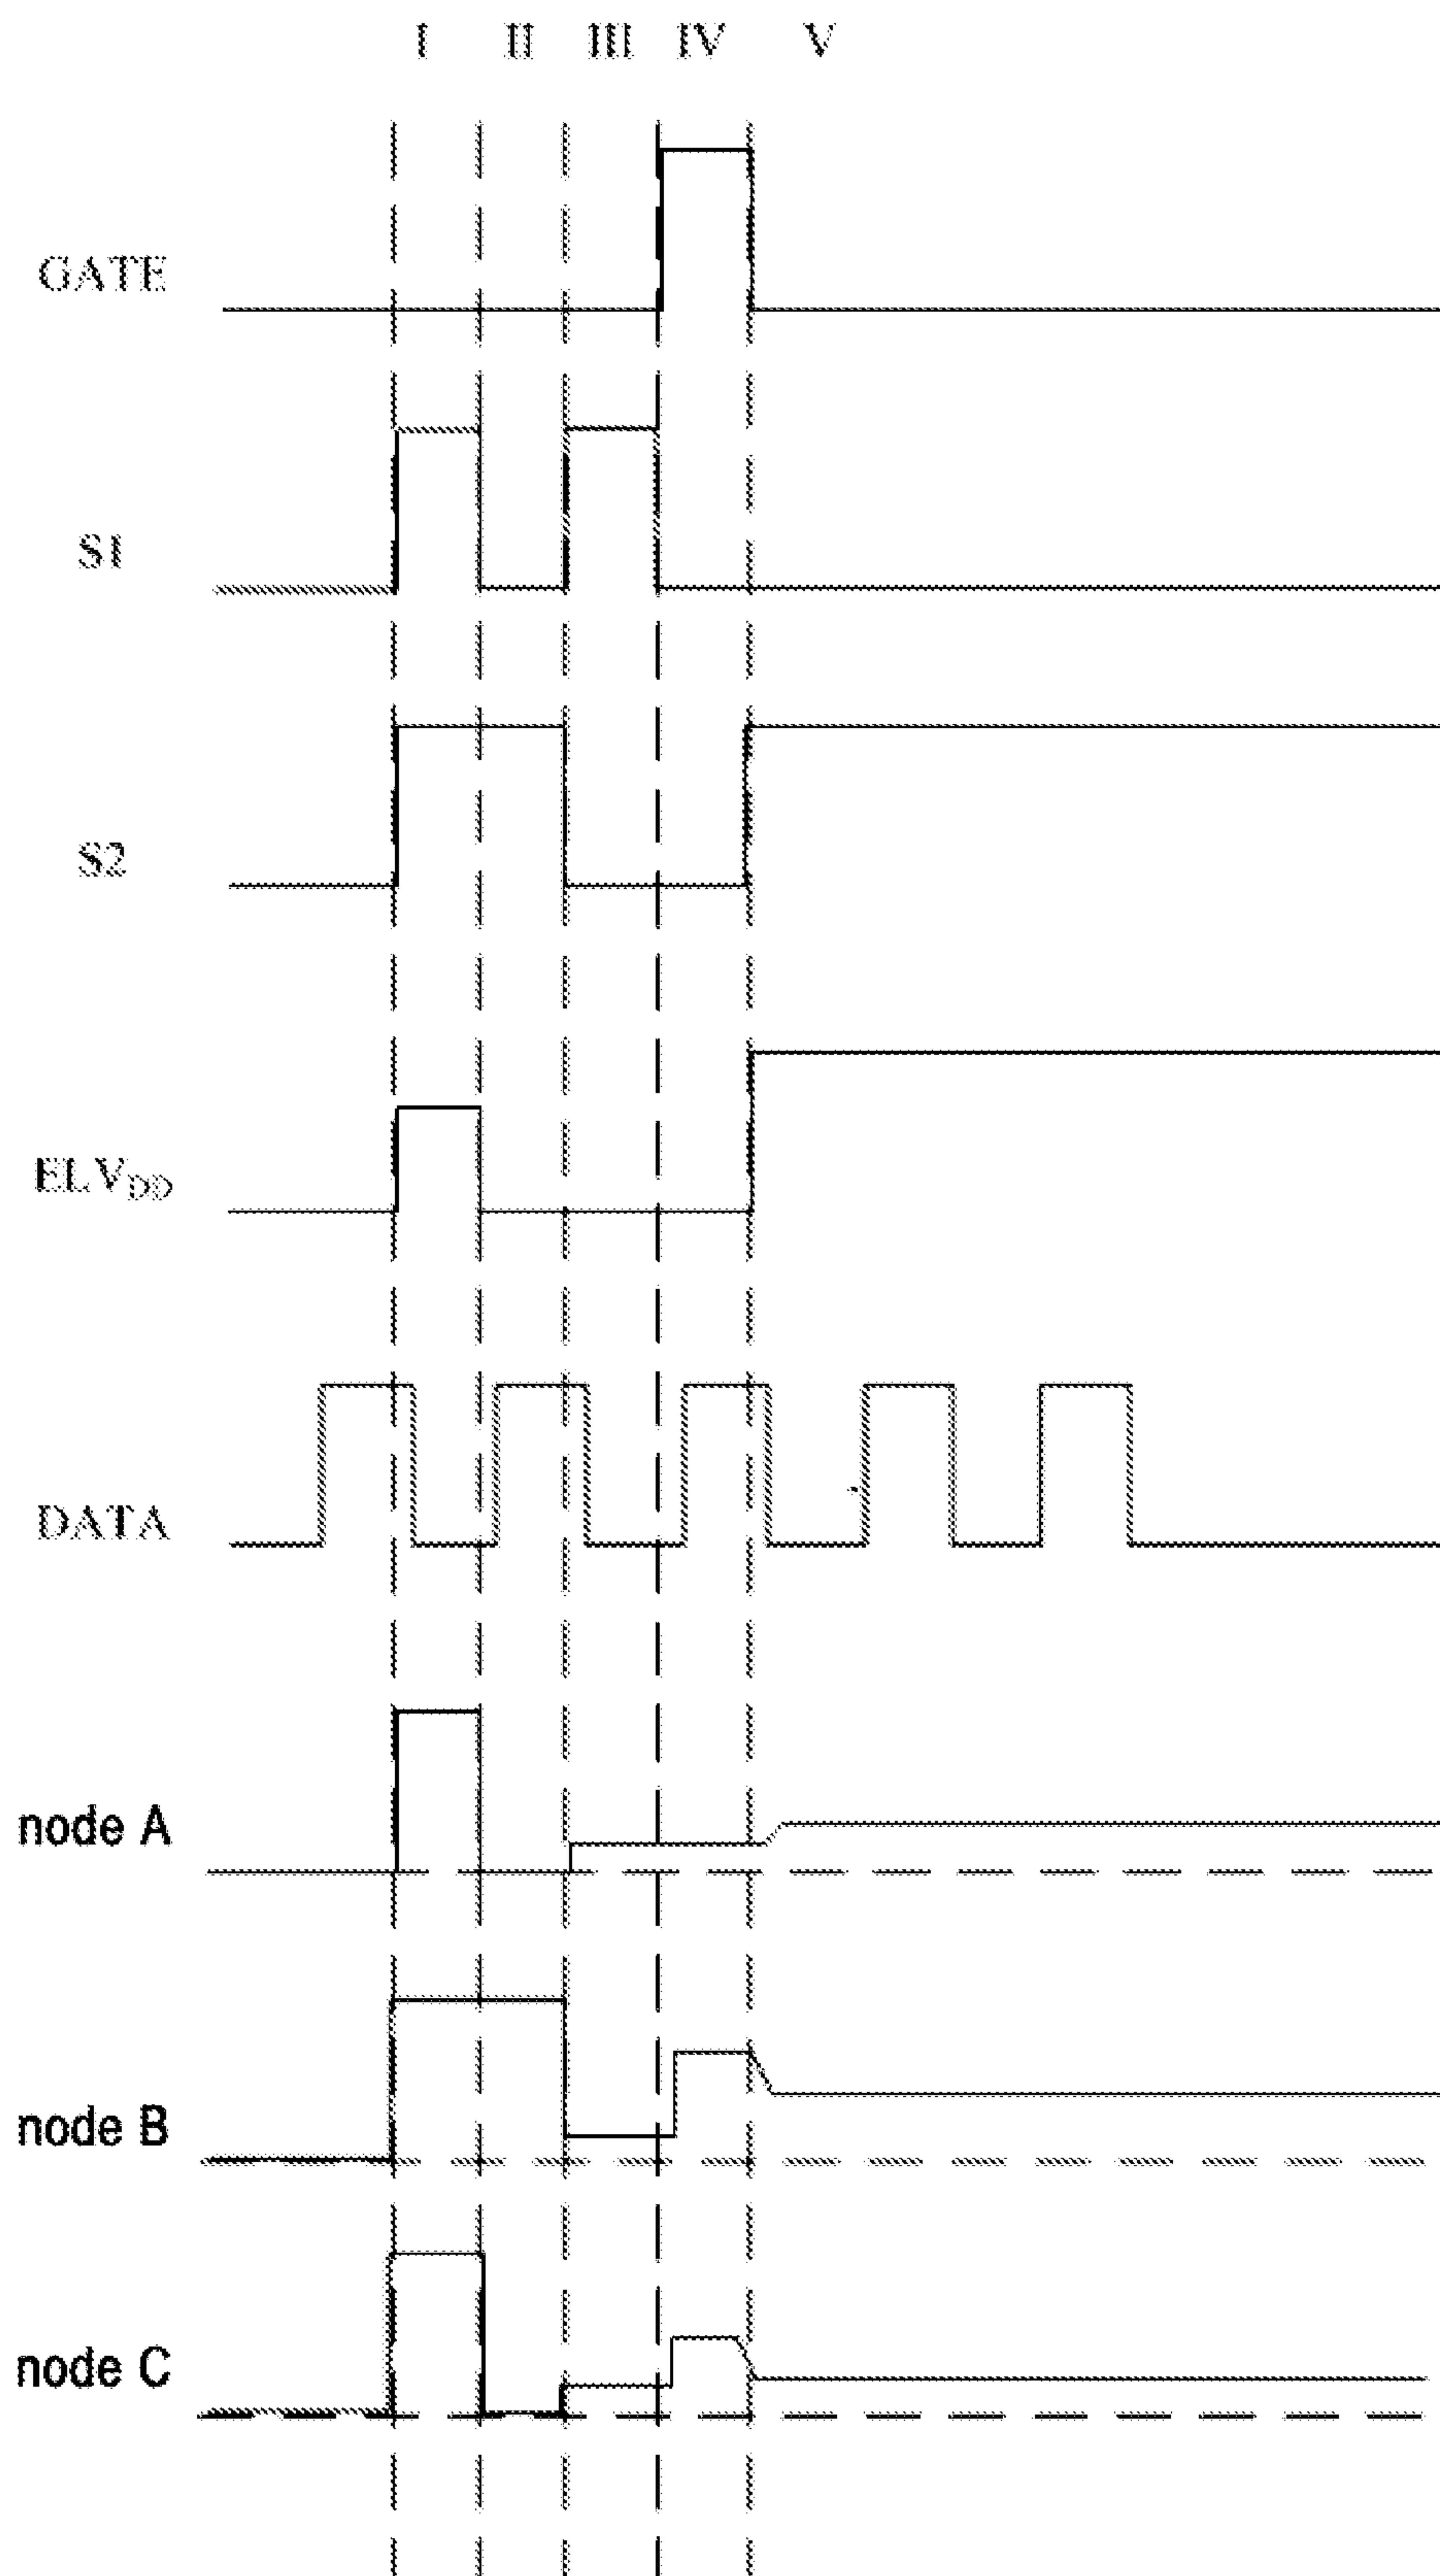 I II III IV V
GATE
S1
S2
ELVDD
DATA
node A
node B
node C